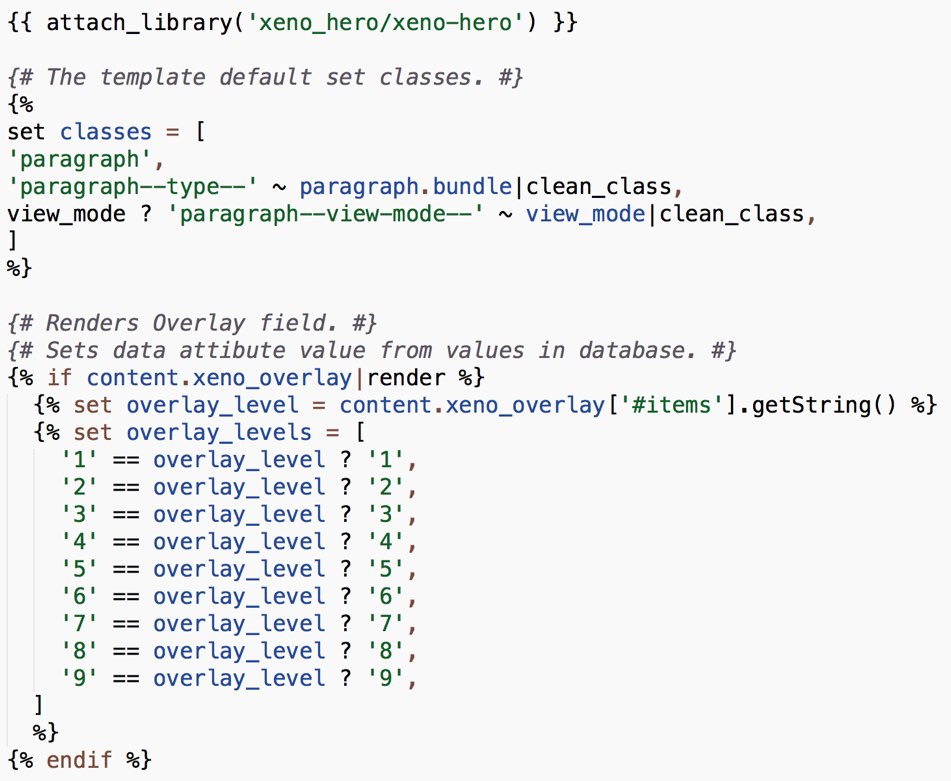 {{ attach_library('xeno_hero/xeno-hero') }}
{# The template default set classes. #}
{%
set classes = [
'paragraph',
'paragraph--type--' ~ paragraph.bundle|clean_class,
view_mode ? 'paragraph--view-mode--' ~ view_mode|clean_class,
]
%}
{# Renders Overlay field. #}
{# Sets data attibute value from values in database. #}
{% if content.xeno_overlay|render %}
{% set overlay_level = content.xeno_overlay['#items'].getString() %}
{% set overlay_levels = [
'1' == overlay_level ? '1',
'2' == overlay_level ? '2',
'3' == overlay_level ? '3',
'4' == overlay_level ? '4',
'5' == overlay_level ? '5',
'6' == overlay_level ? '6',
'7' == overlay_level ? '7',
'8' == overlay_level ? '8',
'9' == overlay_level ? '9',
]
%}
{% endif %}